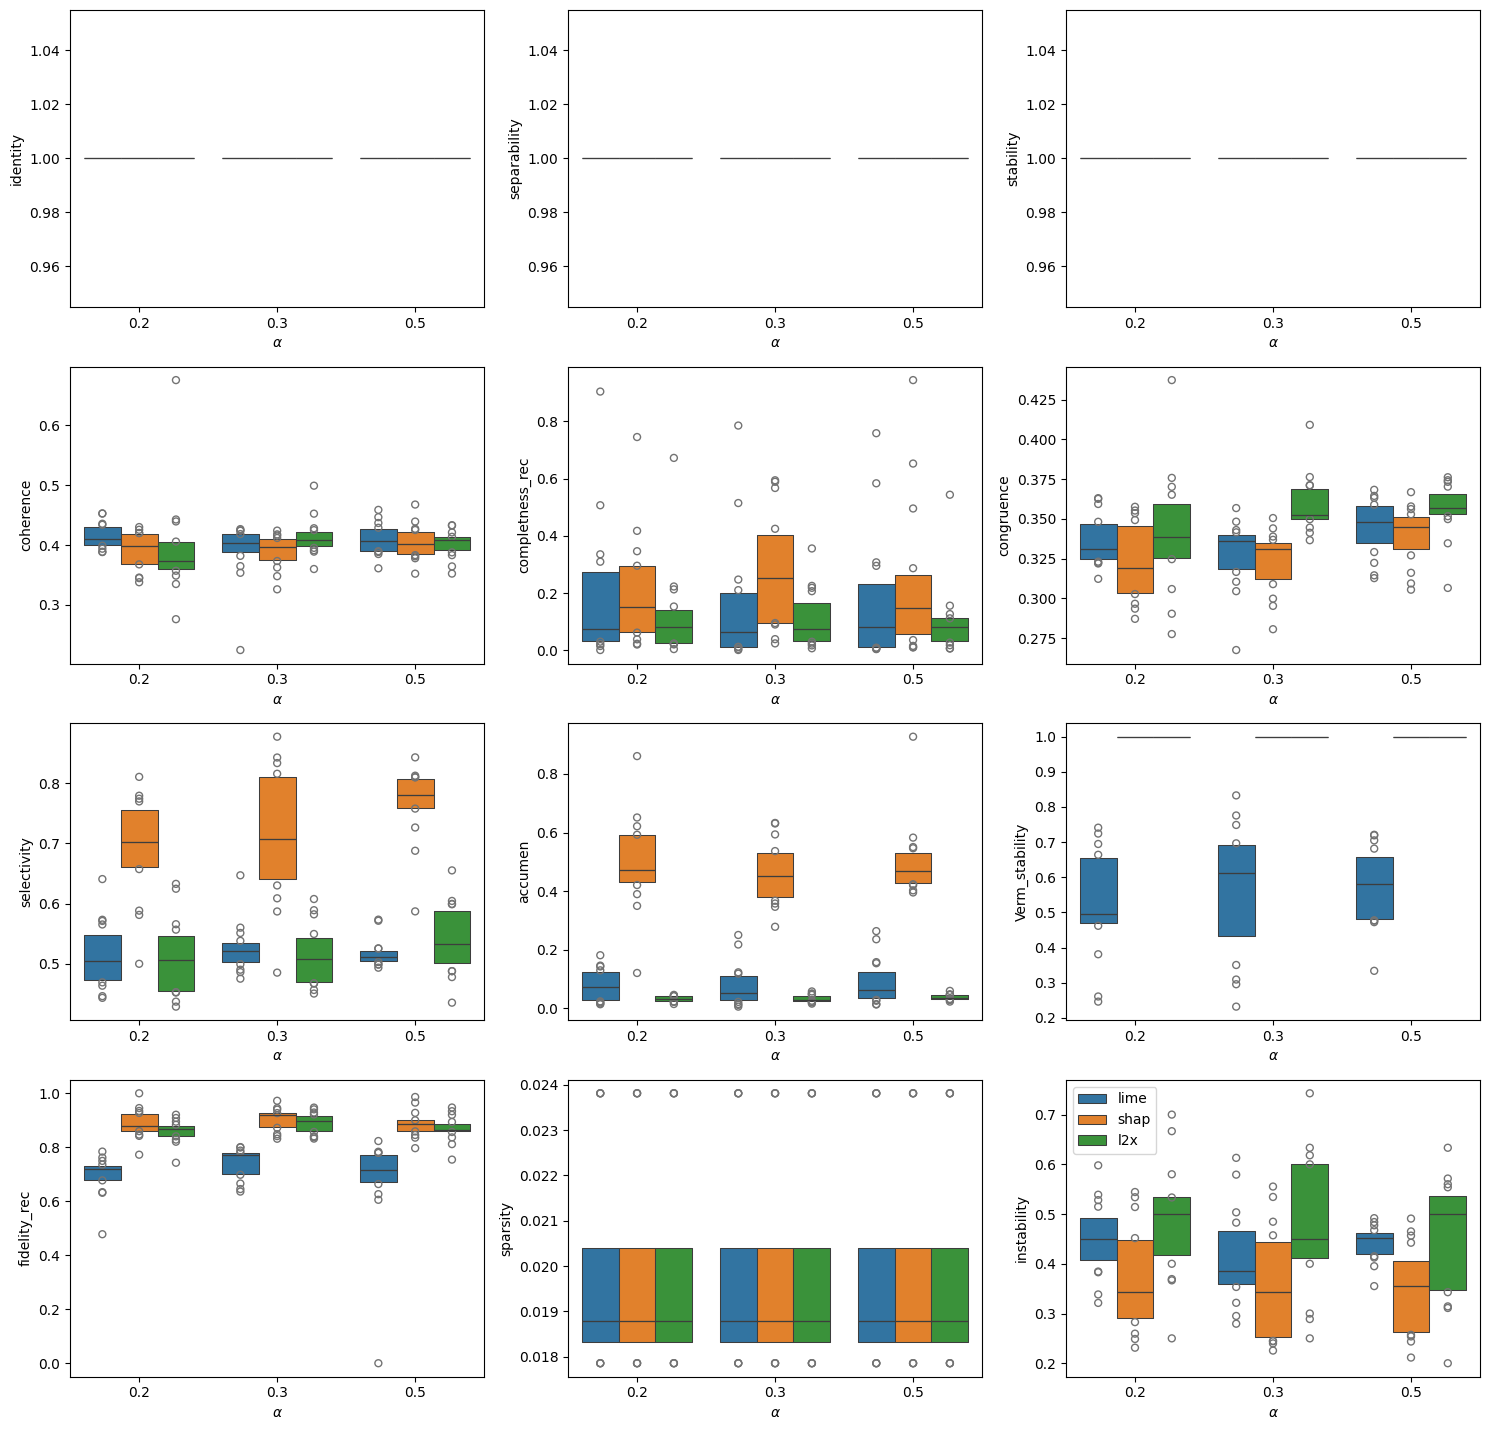 1.04
1.02
1.00
0.98
0.96
identity
0.2 0.3 0.5
α
1.04
1.02
1.00
0.98
0.96
separability
0.2 0.3 0.5
α
1.04
1.02
1.00
0.98
0.96
stability
0.2 0.3 0.5
α
0.6
0.5
0.4
0.3
coherence
0.2 0.3 0.5
α
0.8
0.6
0.4
0.2
0.0
completness_rec
0.2 0.3 0.5
α
0.425
0.400
0.375
0.350
0.325
0.300
0.275
congruence
0.2 0.3 0.5
α
0.8
0.7
0.6
0.5
selectivity
0.2 0.3 0.5
α
0.8
0.6
0.4
0.2
0.0
accumen
0.2 0.3 0.5
α
1.0
0.9
0.8
0.7
0.6
0.5
0.4
0.3
0.2
Verm_stability
0.2 0.3 0.5
α
1.0
0.8
0.6
0.4
0.2
0.0
fidelity_rec
0.2 0.3 0.5
α
0.024
0.023
0.022
0.021
0.020
0.019
0.018
sparsity
0.2 0.3 0.5
α
0.7
0.6
0.5
0.4
0.3
0.2
instability
lime
shap
l2x
0.2 0.3 0.5
α